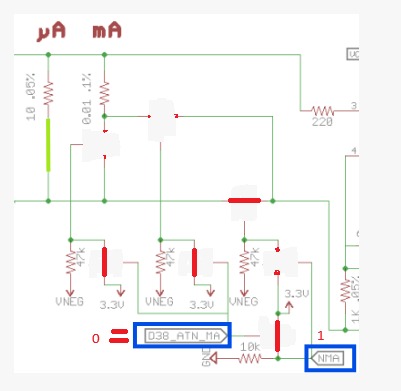 µA mA
10 .05%
0.01 .1%
220
3
4
47k
47k
47k
VNEG
3.3V
VNEG
3.3V
VNEG
3.3V
1K .05%
0 = D38_ATN_MA
10k
1
GND
NMA